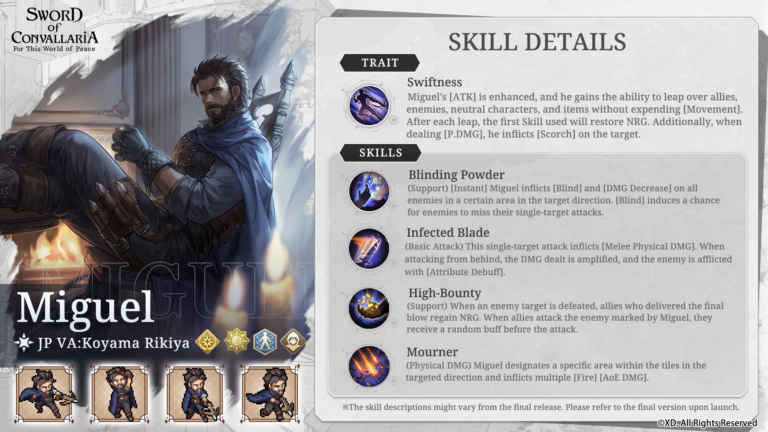 SWORD
of
CONVALLARIA
For This World of Peace
MIGUEL
Miguel
JP VA:Koyama Rikiya
SKILL DETAILS
TRAIT
Swiftness
Miguel's [ATK] is enhanced, and he gains the ability to leap over allies,
enemies, neutral characters, and items without expending [Movement].
After each leap, the first Skill used will restore NRG. Additionally, when
dealing [P.DMG], he inflicts [Scorch] on the target.
SKILLS
Blinding Powder
(Support) [Instant] Miguel inflicts [Blind] and [DMG Decrease] on all
enemies in a certain area in the target direction. [Blind] induces a chance
for enemies to miss their single-target attacks.
Infected Blade
(Basic Attack) This single-target attack inflicts [Melee Physical DMG]. When
attacking from behind, the DMG dealt is amplified, and the enemy is afflicted
with [Attribute Debuff].
High-Bounty
(Support) When an enemy target is defeated, allies who delivered the final
blow regain NRG. When allies attack the enemy marked by Miguel, they
receive a random buff before the attack.
Mourner
(Physical DMG) Miguel designates a specific area within the tiles in the
targeted direction and inflicts multiple [Fire] [AoE DMG].
※The skill descriptions might vary from the final release. Please refer to the final version upon launch.
©XD. All Rights Reserved